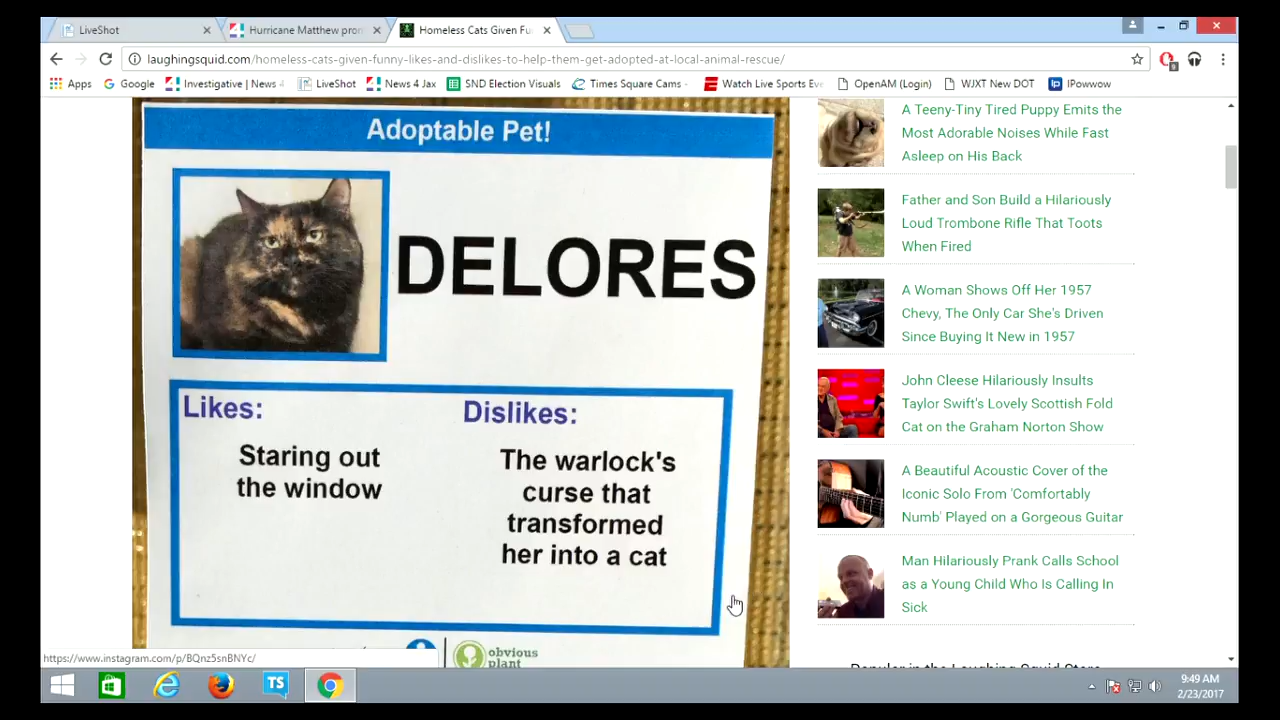 LiveShot
Hurricane Matthew pro
Homeless Cats Given Fu
laughingsquid.com/homeless-cats-given-funny-likes-and-dislikes-to-help-them-get-adopted-at-local-animal-rescue/
9
Apps Google Investigative | News 4 LiveShot News 4 Jax SND Election Visuals Times Square Cams - Watch Live Sports Eve OpenAM (Login) WJXT New DOT IPowwow
Adoptable Pet!
DELORES
Likes:
Staring out
the window
Dislikes:
The warlock's
curse that
transformed
her into a cat
obvious
plant
A Teeny-Tiny Tired Puppy Emits the
Most Adorable Noises While Fast
Asleep on His Back
Father and Son Build a Hilariously
Loud Trombone Rifle That Toots
When Fired
A Woman Shows Off Her 1957
Chevy, The Only Car She's Driven
Since Buying It New in 1957
John Cleese Hilariously Insults
Taylor Swift's Lovely Scottish Fold
Cat on the Graham Norton Show
A Beautiful Acoustic Cover of the
Iconic Solo From 'Comfortably
Numb' Played on a Gorgeous Guitar
Man Hilariously Prank Calls School
as a Young Child Who Is Calling In
Sick
Popular in the Laughing Squid Store
https://www.instagram.com/p/BQnz5snBNYc/
TS
9:49 AM
2/23/2017